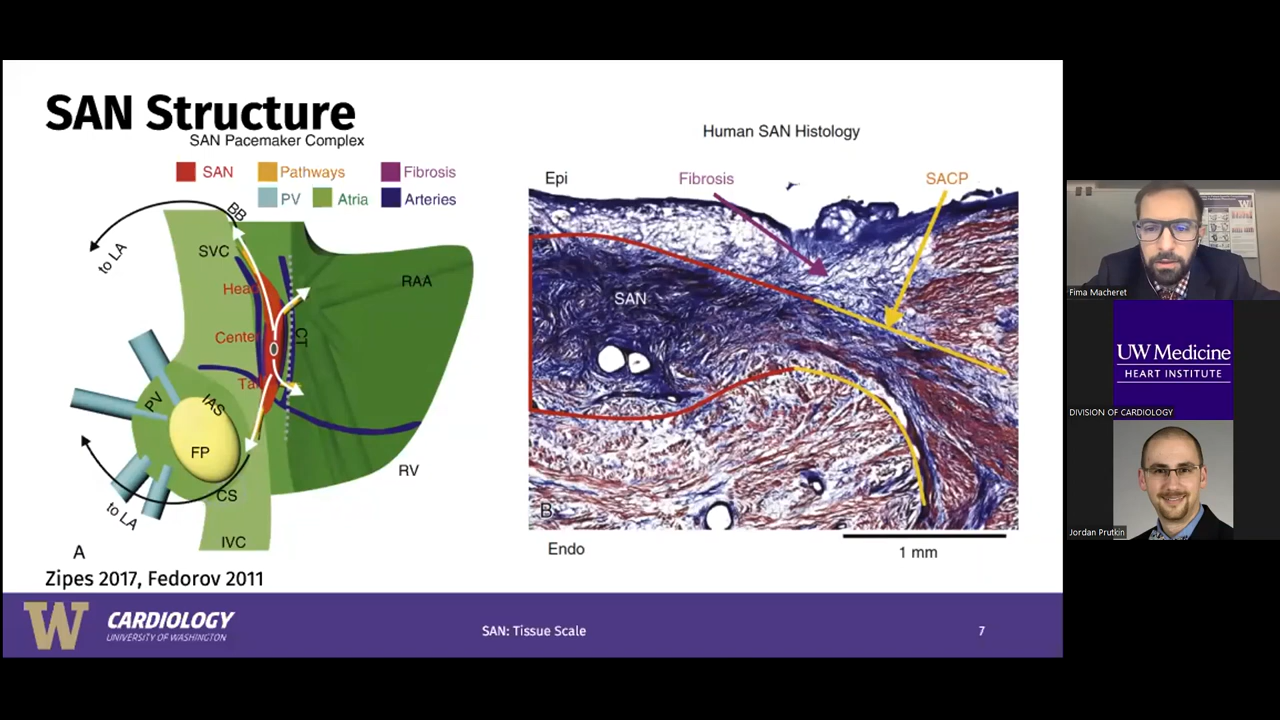 SAN Structure
SAN Pacemaker Complex
SAN
Pathways
Fibrosis
PV
Atria
Arteries
BB
to LA
SVC
RAA
Hea
Center
CT
Ta
PV
IAS
FP
RV
CS
to LA
IVC
A
Zipes 2017, Fedorov 2011
Human SAN Histology
Epi
Fibrosis
SACP
SAN
B
Endo
1 mm
W
CARDIOLOGY
UNIVERSITY OF WASHINGTON
SAN: Tissue Scale
7
Fima Macheret
UW Medicine
HEART INSTITUTE
DIVISION OF CARDIOLOGY
Jordan Prutkin